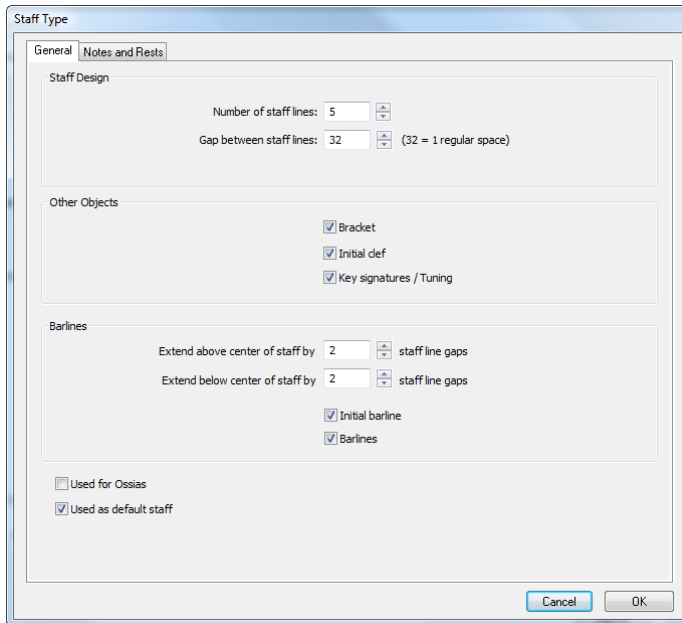 Staff Type
General Notes and Rests
Staff Design
Number of staff lines: 5
Gap between staff lines: 32 (32 = 1 regular space)
Other Objects
Bracket
Initial clef
Key signatures / Tuning
Barlines
Extend above center of staff by 2 staff line gaps
Extend below center of staff by 2 staff line gaps
Initial barline
Barlines
Used for Ossias
Used as default staff
Cancel OK